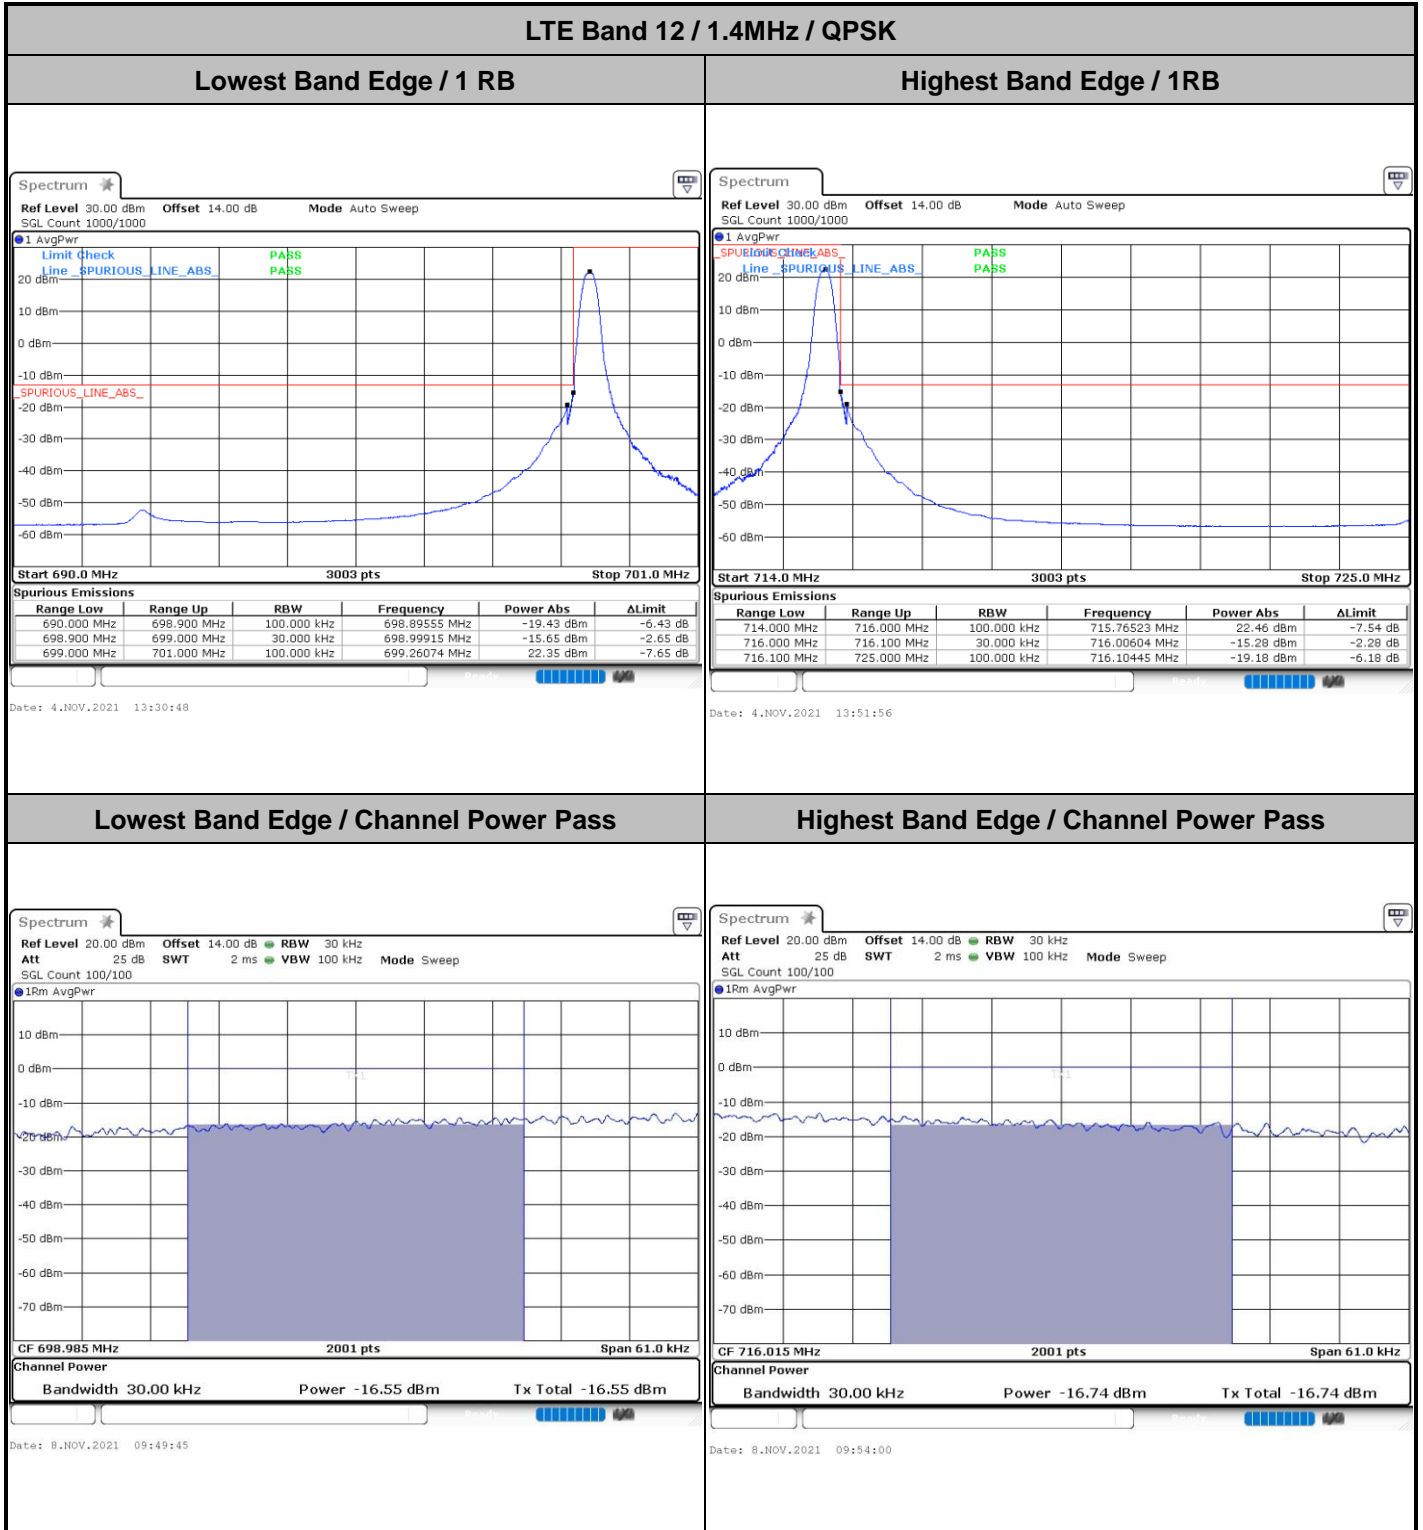 LTE Band 12 / 1.4MHz / QPSK
Lowest Band Edge / 1 RB
Highest Band Edge / 1RB
Spectrum
Ref Level 30.00 dBm Offset 14.00 dB Mode Auto Sweep
SGL Count 1000/1000
1 AvgPwr
Limit Check PASS
Line _SPURIOUS_LINE_ABS_ PASS
20 dBm
10 dBm
0 dBm
-10 dBm
_SPURIOUS_LINE_ABS_
-20 dBm
-30 dBm
-40 dBm
-50 dBm
-60 dBm
Start 690.0 MHz 3003 pts Stop 701.0 MHz
Spurious Emissions
Range Low Range Up RBW Frequency Power Abs ΔLimit
690.000 MHz 698.900 MHz 100.000 kHz 698.89555 MHz -19.43 dBm -6.43 dB
698.900 MHz 699.000 MHz 30.000 kHz 698.99915 MHz -15.65 dBm -2.65 dB
699.000 MHz 701.000 MHz 100.000 kHz 699.26074 MHz 22.35 dBm -7.65 dB
Ready
Date: 4.NOV.2021 13:30:48
Spectrum
Ref Level 30.00 dBm Offset 14.00 dB Mode Auto Sweep
SGL Count 1000/1000
1 AvgPwr
_SPURIOUS_LINE_ABS_
Limit Check PASS
Line _SPURIOUS_LINE_ABS_ PASS
20 dBm
10 dBm
0 dBm
-10 dBm
-20 dBm
-30 dBm
-40 dBm
-50 dBm
-60 dBm
Start 714.0 MHz 3003 pts Stop 725.0 MHz
Spurious Emissions
Range Low Range Up RBW Frequency Power Abs ΔLimit
714.000 MHz 716.000 MHz 100.000 kHz 715.76523 MHz 22.46 dBm -7.54 dB
716.000 MHz 716.100 MHz 30.000 kHz 716.00604 MHz -15.28 dBm -2.28 dB
716.100 MHz 725.000 MHz 100.000 kHz 716.10445 MHz -19.18 dBm -6.18 dB
Ready
Date: 4.NOV.2021 13:51:56
Lowest Band Edge / Channel Power Pass
Highest Band Edge / Channel Power Pass
Spectrum
Ref Level 20.00 dBm Offset 14.00 dB RBW 30 kHz
Att 25 dB SWT 2 ms VBW 100 kHz Mode Sweep
SGL Count 100/100
1Rm AvgPwr
10 dBm
0 dBm
Tx1
-10 dBm
-20 dBm
-30 dBm
-40 dBm
-50 dBm
-60 dBm
-70 dBm
CF 698.985 MHz 2001 pts Span 61.0 kHz
Channel Power
Bandwidth 30.00 kHz Power -16.55 dBm Tx Total -16.55 dBm
Ready
Date: 8.NOV.2021 09:49:45
Spectrum
Ref Level 20.00 dBm Offset 14.00 dB RBW 30 kHz
Att 25 dB SWT 2 ms VBW 100 kHz Mode Sweep
SGL Count 100/100
1Rm AvgPwr
10 dBm
0 dBm
Tx1
-10 dBm
-20 dBm
-30 dBm
-40 dBm
-50 dBm
-60 dBm
-70 dBm
CF 716.015 MHz 2001 pts Span 61.0 kHz
Channel Power
Bandwidth 30.00 kHz Power -16.74 dBm Tx Total -16.74 dBm
Ready
Date: 8.NOV.2021 09:54:00